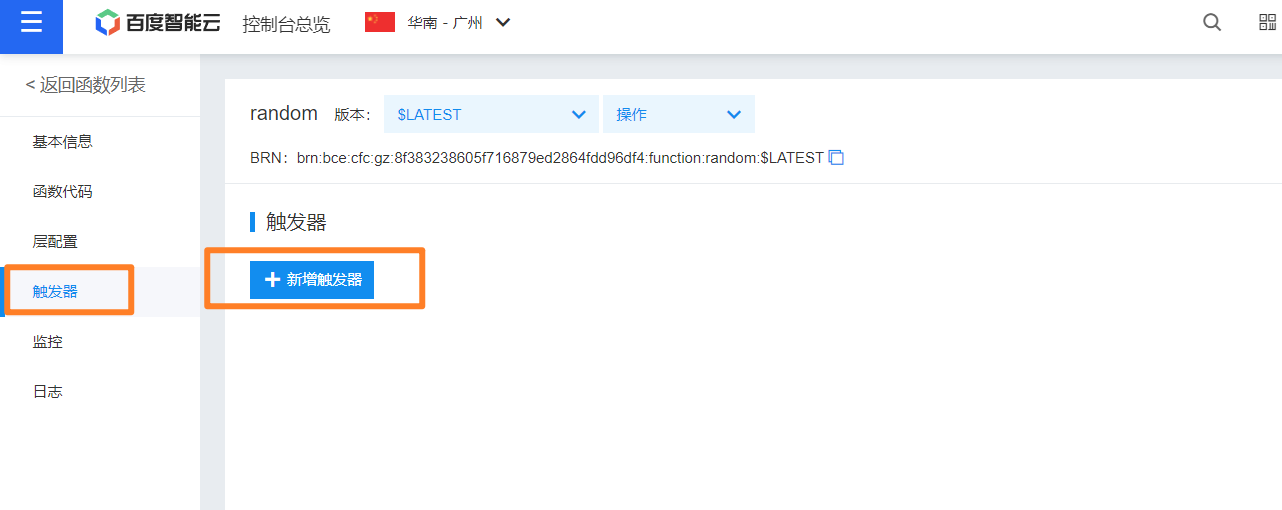 百度智能云 控制台总览 华南 - 广州
< 返回函数列表
基本信息
函数代码
层配置
触发器
监控
日志
random 版本: $LATEST 操作
BRN: brn:bce:cfc:gz:8f383238605f716879ed2864fdd96df4:function:random:$LATEST
触发器
+ 新增触发器